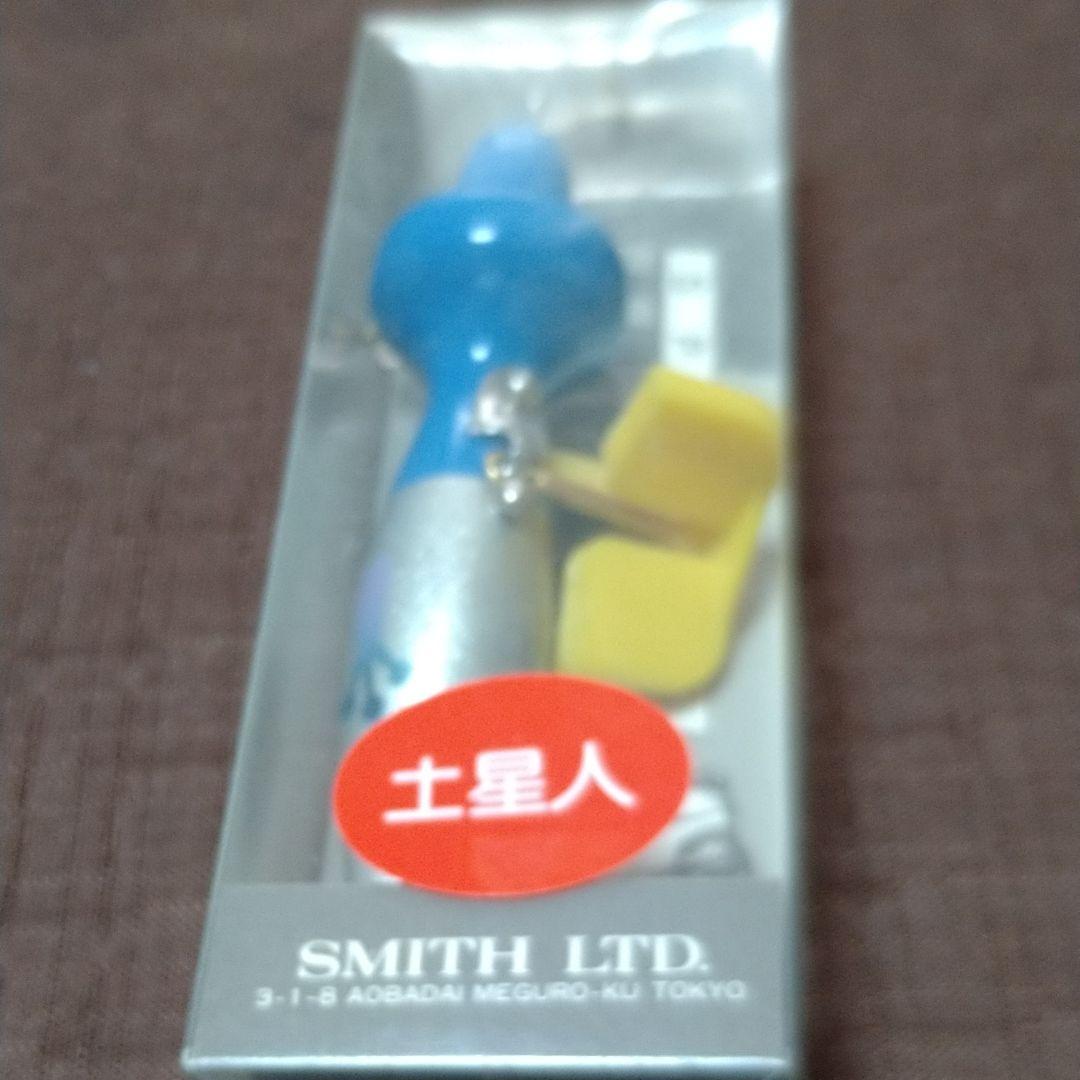 土星人
SMITH LTD.
3-1-8 AOBADAI MEGURO-KU TOKYO